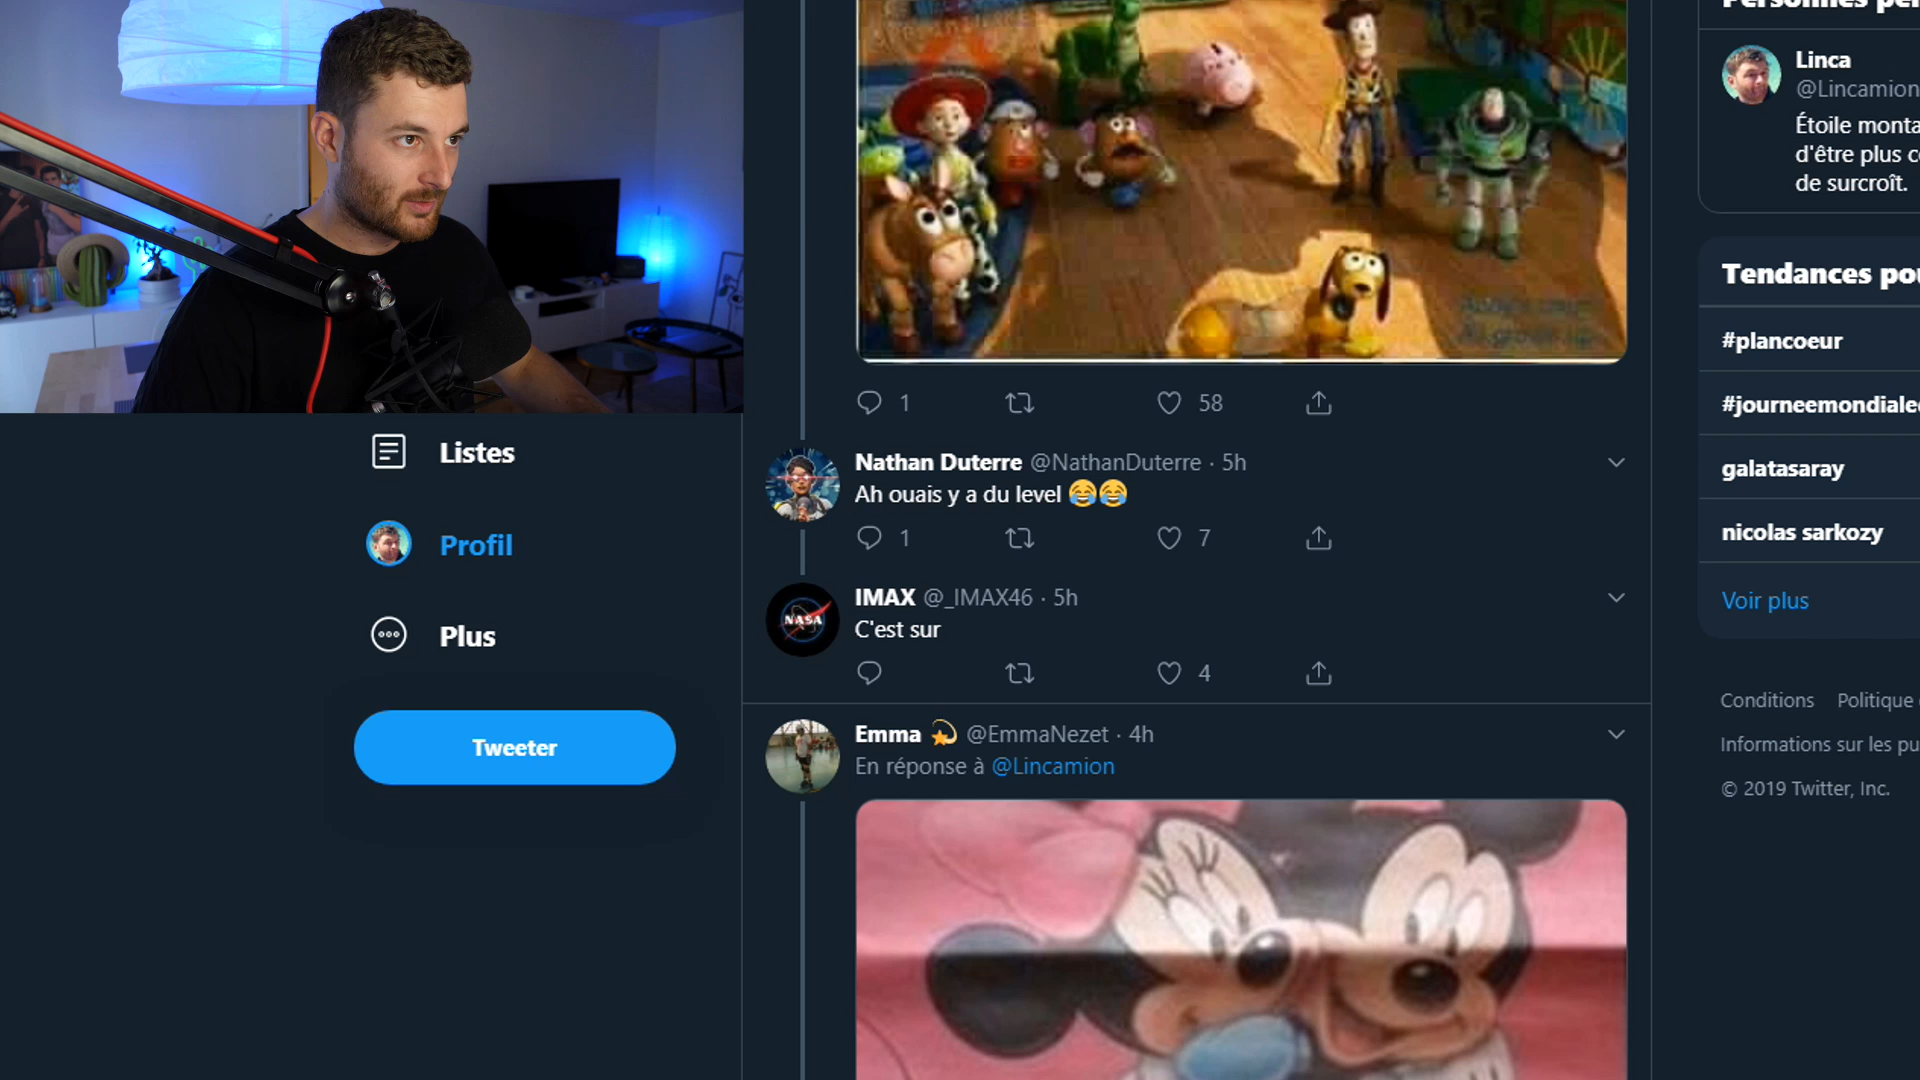 Linca
@Lincamion
Étoile monta
d'être plus c
de surcroît.
Tendances pou
1
58
#plancoeur
#journeemondiale
galatasaray
nicolas sarkozy
Voir plus
Listes
Profil
Plus
Tweeter
Nathan Duterre @NathanDuterre · 5h
Ah ouais y a du level 😂😂
1
7
NASA
IMAX @_IMAX46 · 5h
C'est sur
4
Emma 💫 @EmmaNezet · 4h
En réponse à @Lincamion
Conditions Politique
Informations sur les pu
© 2019 Twitter, Inc.